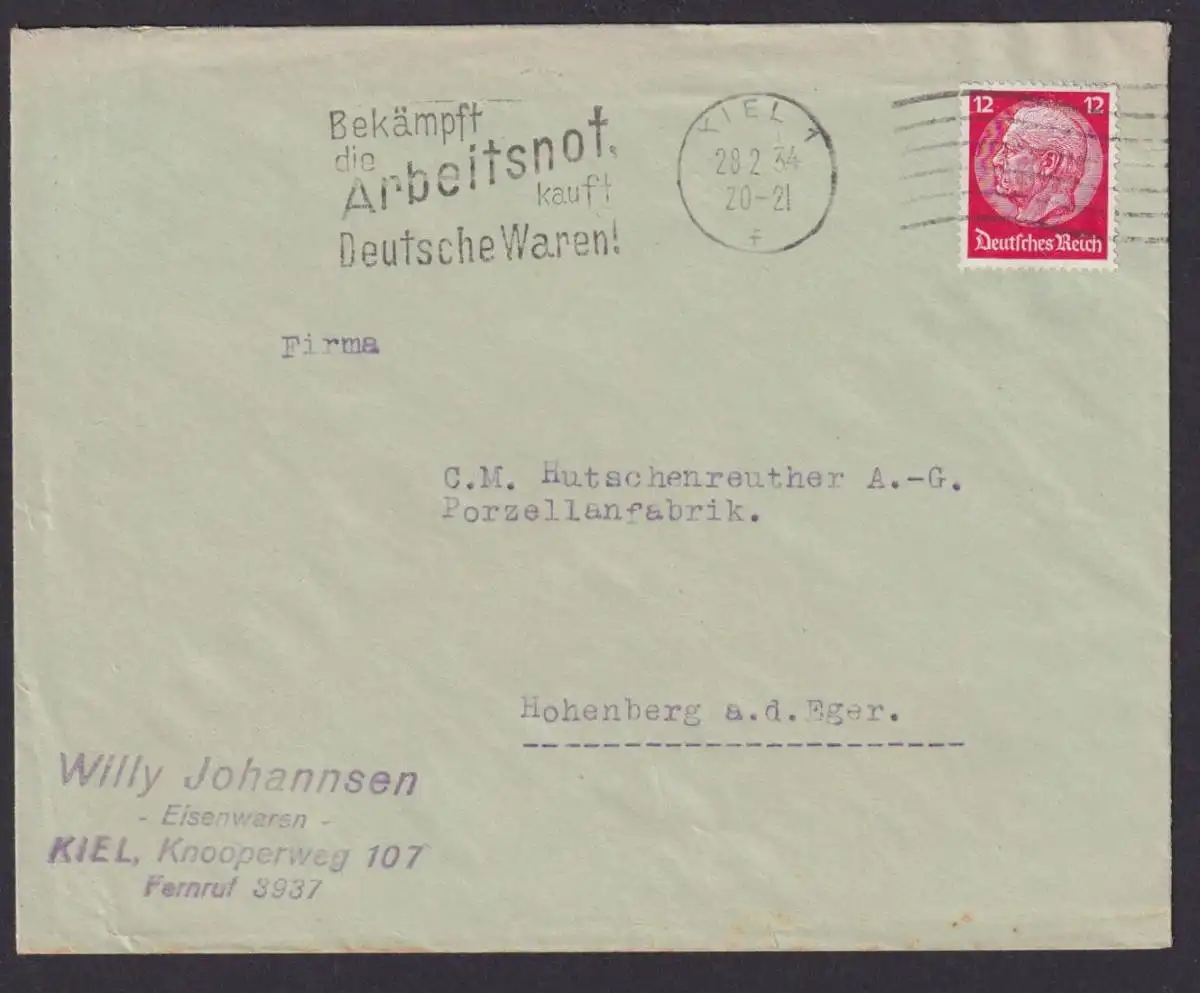 Bekämpft
die
Arbeitsnot,
kauft
Deutsche Waren!
KIEL 1
28.2.34
20-21
f
12 12
Deutsches Reich
Firma
C.M. Hutschenreuther A.-G.
Porzellanfabrik.
Hohenberg a.d.Eger.
Willy Johannsen
- Eisenwaren -
KIEL, Knooperweg 107
Fernruf 3937